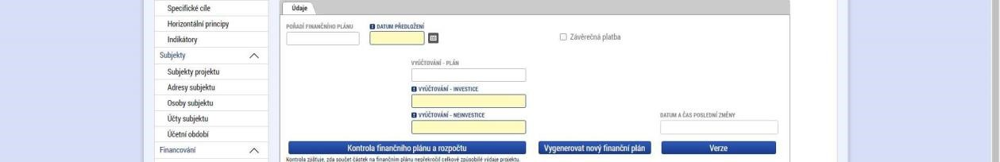 Specifické cíle
Horizontální principy
Indikátory
Subjekty
Subjekty projektu
Adresy subjektu
Osoby subjektu
Účty subjektu
Účetní období
Financování
Údaje
POŘADÍ FINANČNÍHO PLÁNU
DATUM PŘEDLOŽENÍ
Závěrečná platba
VYÚČTOVÁNÍ - PLÁN
VYÚČTOVÁNÍ - INVESTICE
VYÚČTOVÁNÍ - NEINVESTICE
DATUM A ČAS POSLEDNÍ ZMĚNY
Kontrola finančního plánu a rozpočtu
Vygenerovat nový finanční plán
Verze
Kontrola zjišťuje, zda součet částek na finančním plánu nepřekročil celkové způsobilé výdaje projektu.